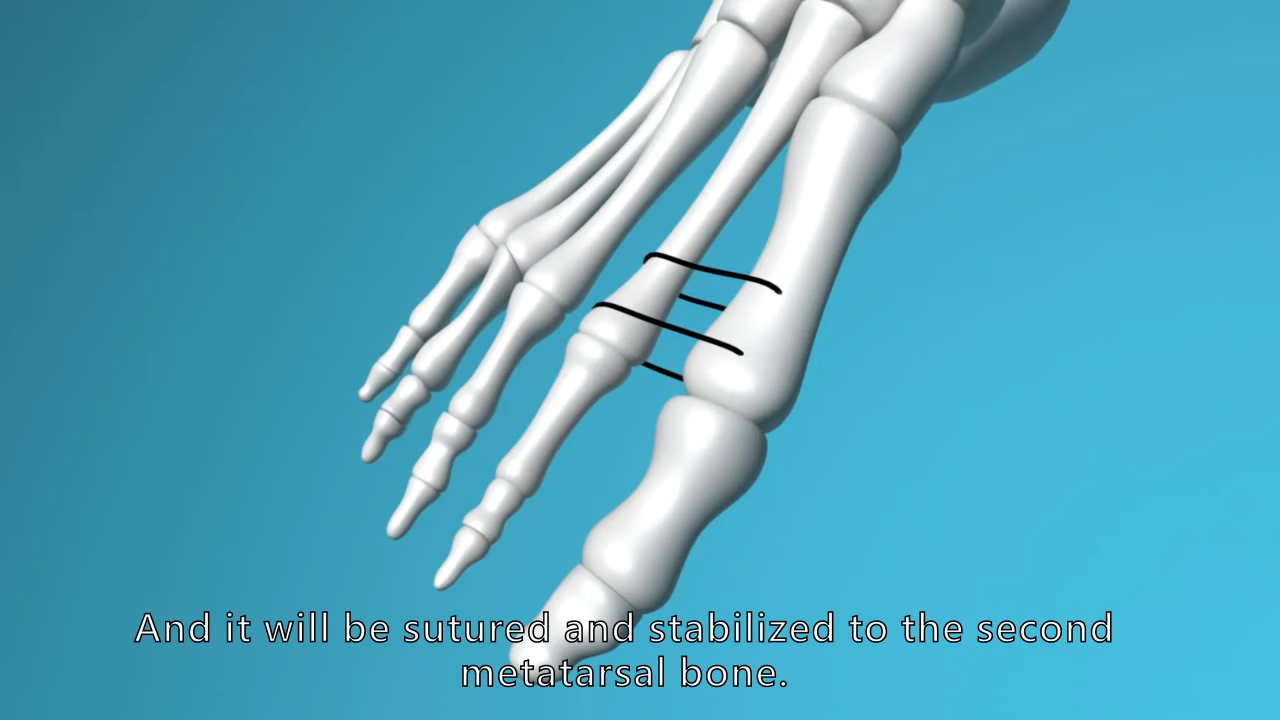 And it will be sutured and stabilized to the second
metatarsal bone.